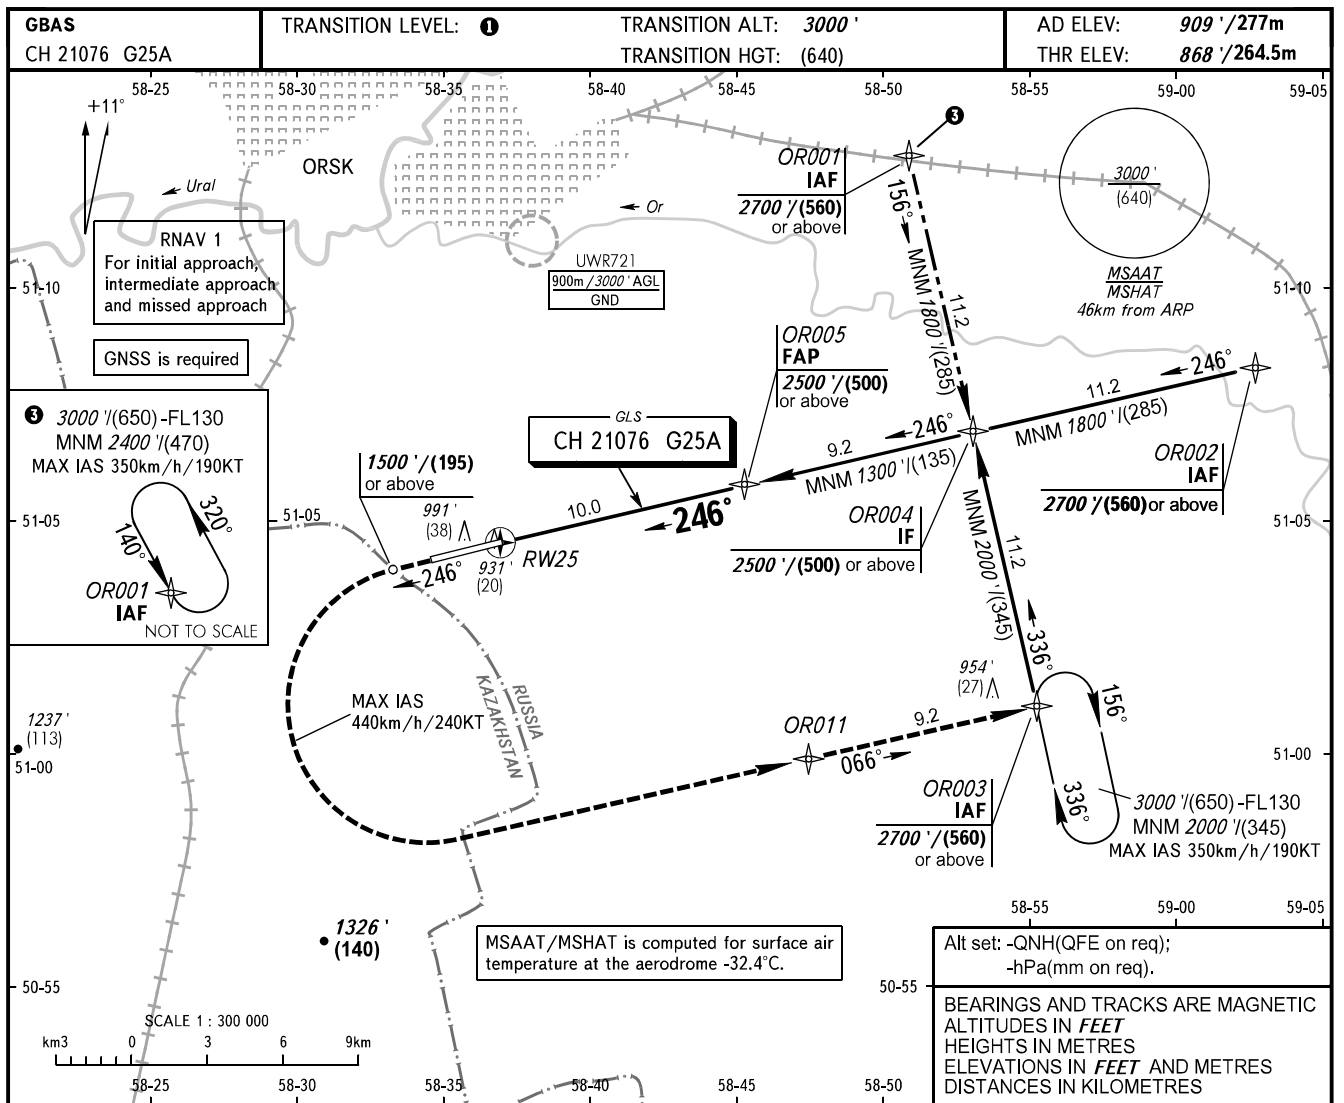 GBAS
CH 21076 G25A
TRANSITION LEVEL: ❶
TRANSITION ALT: 3000 '
TRANSITION HGT: (640)
AD ELEV: 909 '/277m
THR ELEV: 868 '/264.5m
58-25
58-30
58-35
58-40
58-45
58-50
58-55
59-00
59-05
+11°
ORSK
Ural
Or
❸
RNAV 1
For initial approach,
intermediate approach
and missed approach
GNSS is required
51-10
51-10
UWR721
900m/3000 ' AGL
GND
OR001
IAF
2700 '/(560)
or above
156°
MNM 1800 '/(285)
11.2
3000 '
(640)
MSAAT
MSHAT
46km from ARP
OR005
FAP
2500 '/(500)
or above
GLS
CH 21076 G25A
246°
11.2
MNM 1800 '/(285)
246°
9.2
MNM 1300 '/(135)
OR002
IAF
2700 '/(560) or above
OR004
IF
2500 '/(500) or above
❸ 3000 '/(650) -FL130
MNM 2400 '/(470)
MAX IAS 350km/h/190KT
320°
140°
OR001
IAF
NOT TO SCALE
51-05
51-05
1500 '/(195)
or above
991 '
(38)
10.0
246°
RW25
246°
931 '
(20)
MNM 2000 '/(345)
11.2
336°
954 '
(27)
156°
336°
MAX IAS
440km/h/240KT
RUSSIA
KAZAKHSTAN
OR011
9.2
066°
OR003
IAF
2700 '/(560)
or above
3000 '/(650) -FL130
MNM 2000 '/(345)
MAX IAS 350km/h/190KT
1237 '
(113)
51-00
51-00
1326 '
(140)
MSAAT/MSHAT is computed for surface air
temperature at the aerodrome -32.4°C.
58-55
59-00
59-05
Alt set: -QNH(QFE on req);
-hPa(mm on req).
50-55
50-55
BEARINGS AND TRACKS ARE MAGNETIC
ALTITUDES IN FEET
HEIGHTS IN METRES
ELEVATIONS IN FEET AND METRES
DISTANCES IN KILOMETRES
SCALE 1 : 300 000
km3 0 3 6 9km
58-25
58-30
58-35
58-40
58-45
58-50